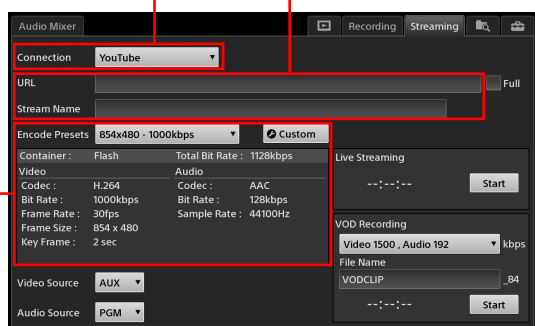 Audio Mixer Recording Streaming
Connection YouTube
URL Full
Stream Name
Encode Presets 854x480 - 1000kbps Custom
Container : Flash Total Bit Rate : 1128kbps
Video Audio
Codec : H.264 Codec : AAC
Bit Rate : 1000kbps Bit Rate : 128kbps
Frame Rate : 30fps Sample Rate : 44100Hz
Frame Size : 854 x 480
Key Frame : 2 sec
Video Source AUX
Audio Source PGM
Live Streaming
--:--:-- Start
VOD Recording
Video 1500 , Audio 192 kbps
File Name
VODCLIP _84
--:--:-- Start